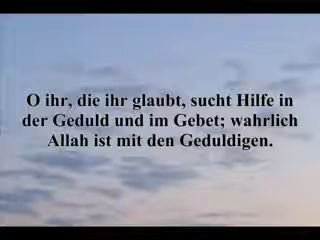 O ihr, die ihr glaubt, sucht Hilfe in
der Geduld und im Gebet; wahrlich
Allah ist mit den Geduldigen.